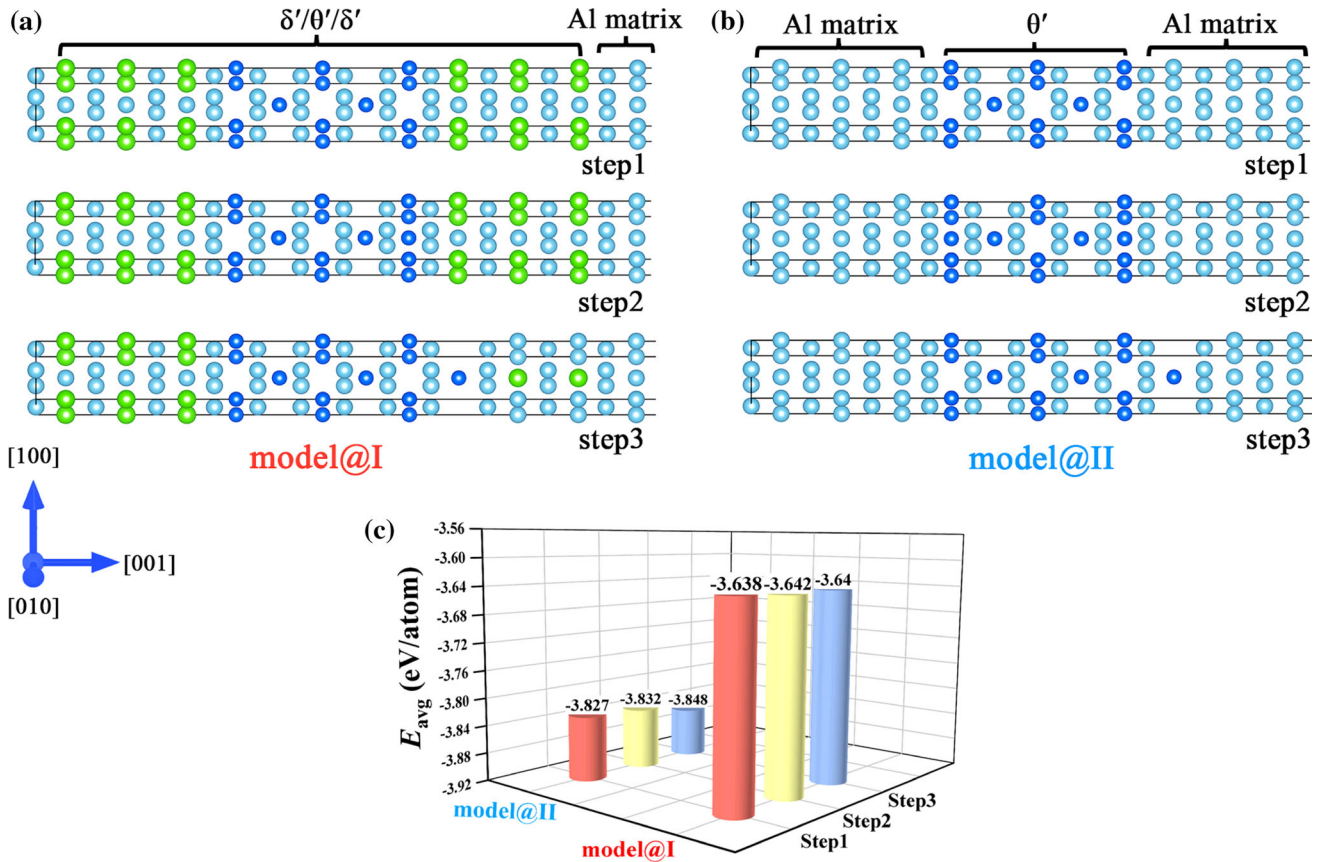 (a)
δ′/θ′/δ′
Al matrix
step1
step2
step3
model@I
(b)
Al matrix
θ′
Al matrix
step1
step2
step3
model@II
[100]
[001]
[010]
(c)
E_avg (eV/atom)
-3.56
-3.60
-3.64
-3.68
-3.72
-3.76
-3.80
-3.84
-3.88
-3.92
-3.827
-3.832
-3.848
-3.638
-3.642
-3.64
model@II
model@I
Step1
Step2
Step3